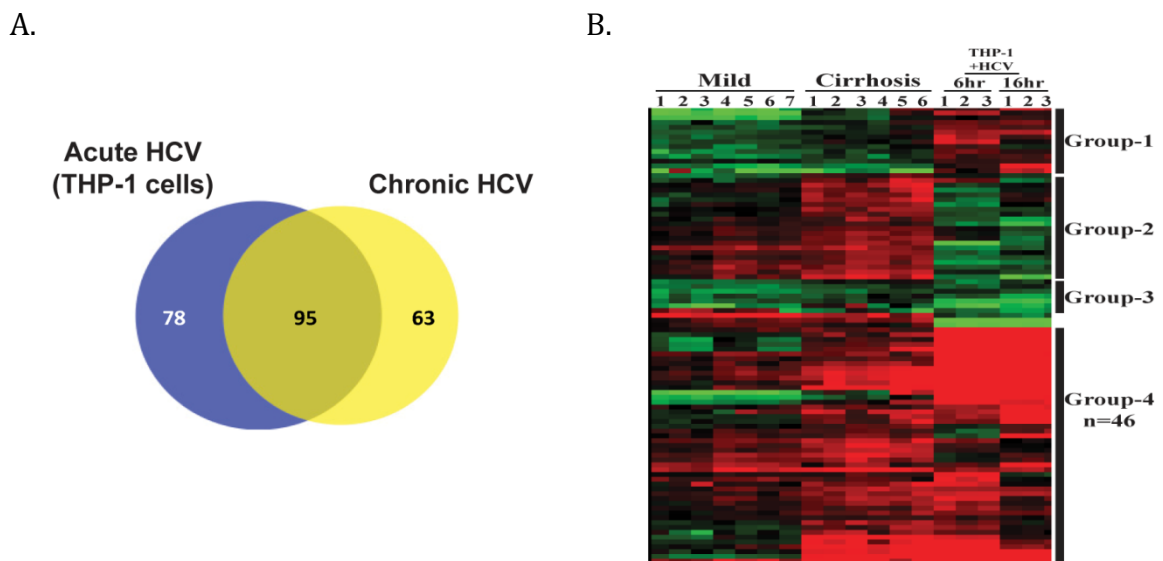 A.
Acute HCV
(THP-1 cells)
Chronic HCV
78
95
63
B.
THP-1
+HCV
Mild Cirrhosis 6hr 16hr
1 2 3 4 5 6 7 1 2 3 4 5 6 1 2 3 1 2 3
Group-1
Group-2
Group-3
Group-4
n=46